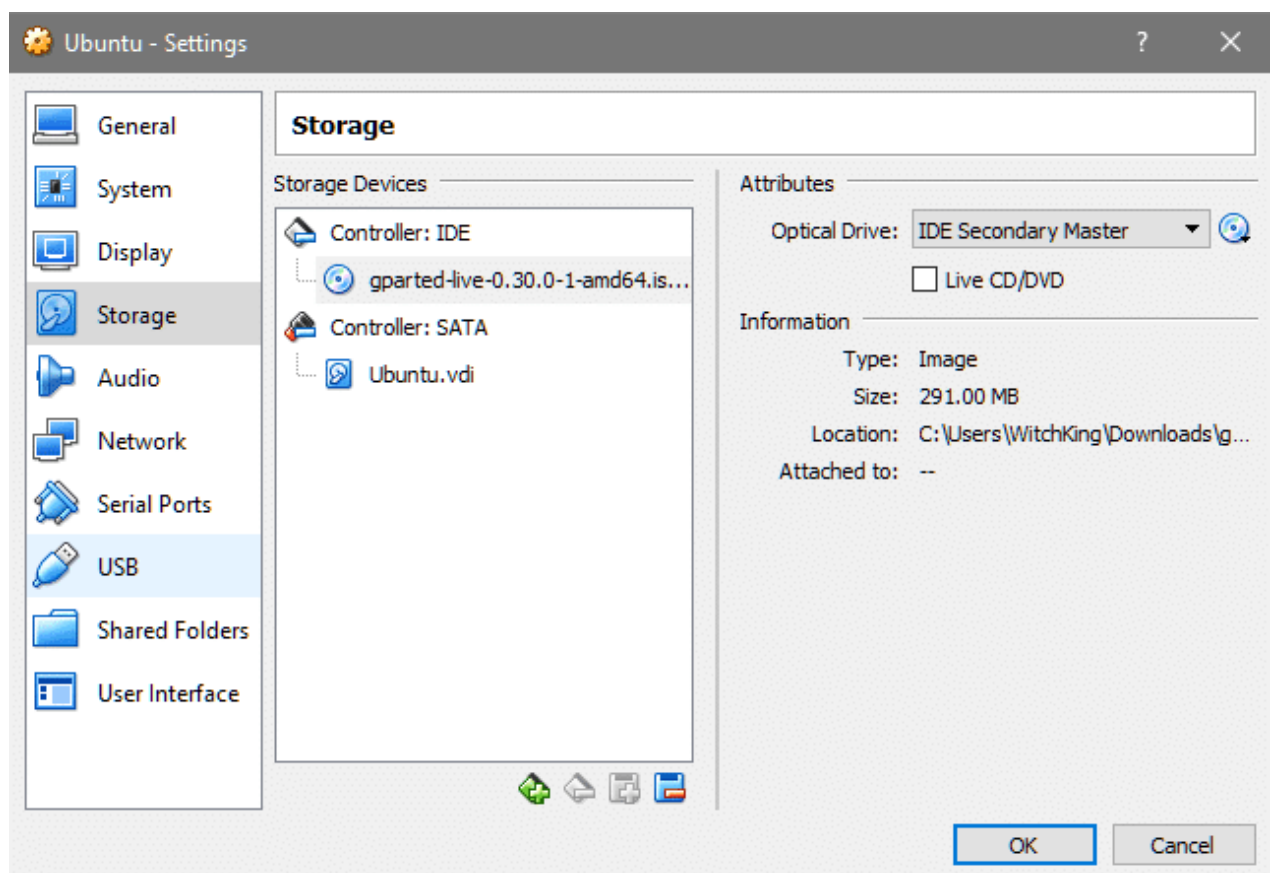 Ubuntu - Settings ? ×
General
System
Display
Storage
Audio
Network
Serial Ports
USB
Shared Folders
User Interface
Storage
Storage Devices
Controller: IDE
gparted-live-0.30.0-1-amd64.is...
Controller: SATA
Ubuntu.vdi
Attributes
Optical Drive: IDE Secondary Master
Live CD/DVD
Information
Type: Image
Size: 291.00 MB
Location: C:\Users\WitchKing\Downloads\g...
Attached to: --
OK Cancel